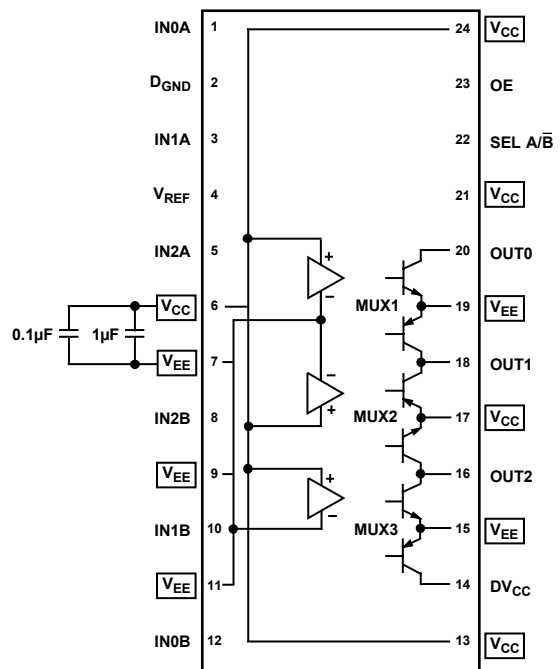 IN0A 1 24 VCC
DGND 2 23 OE
IN1A 3 22 SEL A/B̅
VREF 4 21 VCC
IN2A 5 20 OUT0
+
−
VCC 6 MUX1 19 VEE
0.1µF 1µF
VEE 7 18 OUT1
−
+
IN2B 8 MUX2 17 VCC
VEE 9 16 OUT2
+
−
IN1B 10 MUX3 15 VEE
VEE 11 14 DVCC
IN0B 12 13 VCC